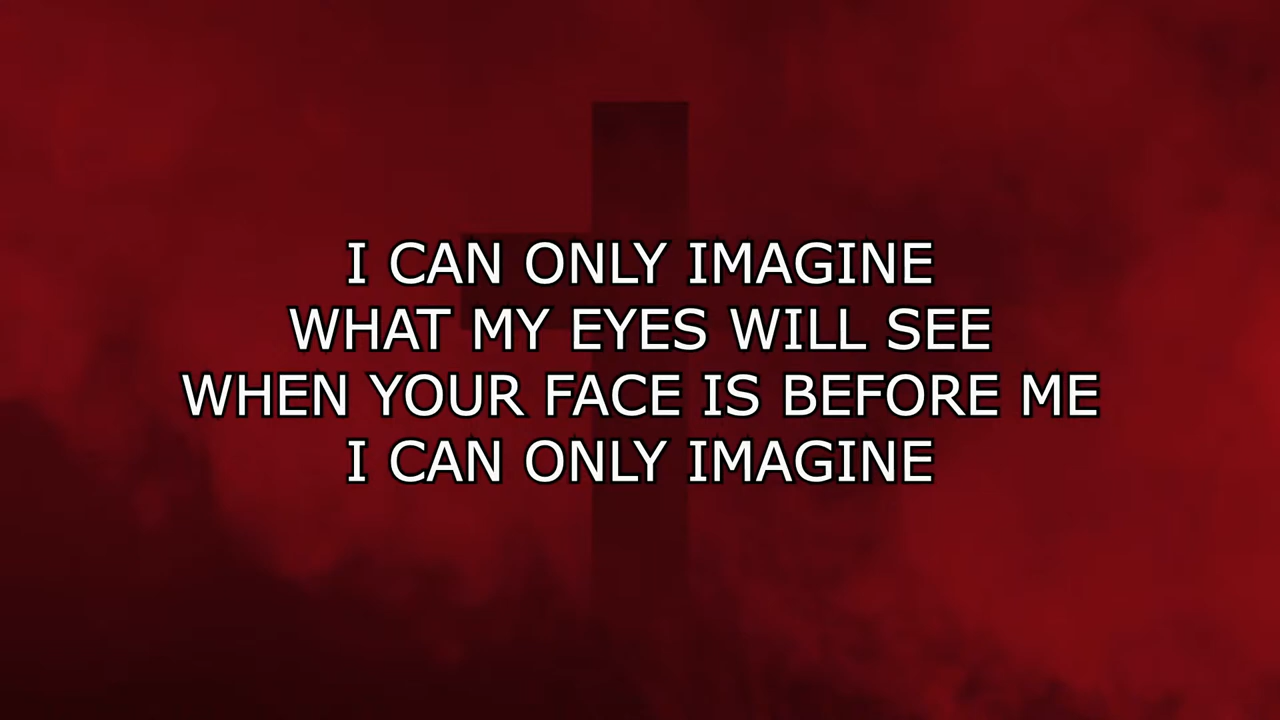 I CAN ONLY IMAGINE
WHAT MY EYES WILL SEE
WHEN YOUR FACE IS BEFORE ME
I CAN ONLY IMAGINE